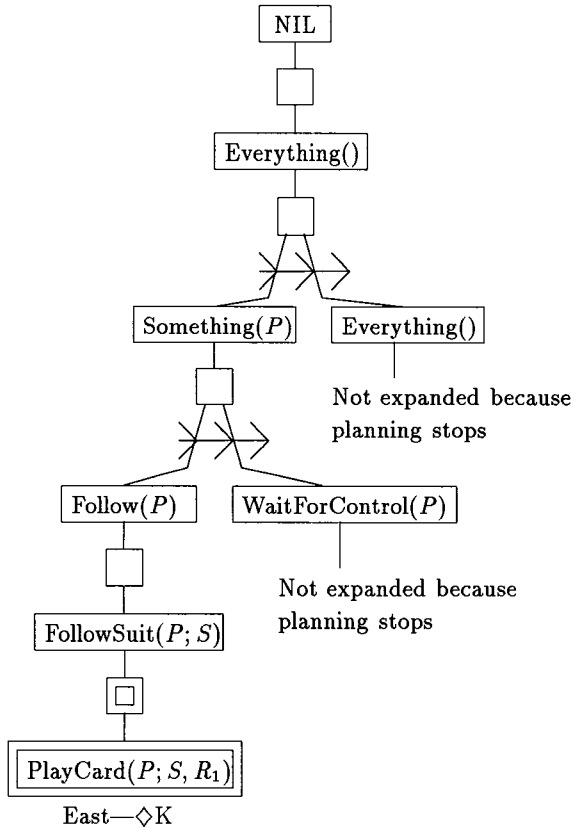 NIL
Everything()
Something(P)
Everything()
Not expanded because
planning stops
Follow(P)
WaitForControl(P)
Not expanded because
planning stops
FollowSuit(P; S)
PlayCard(P; S, R₁)
East—◇K